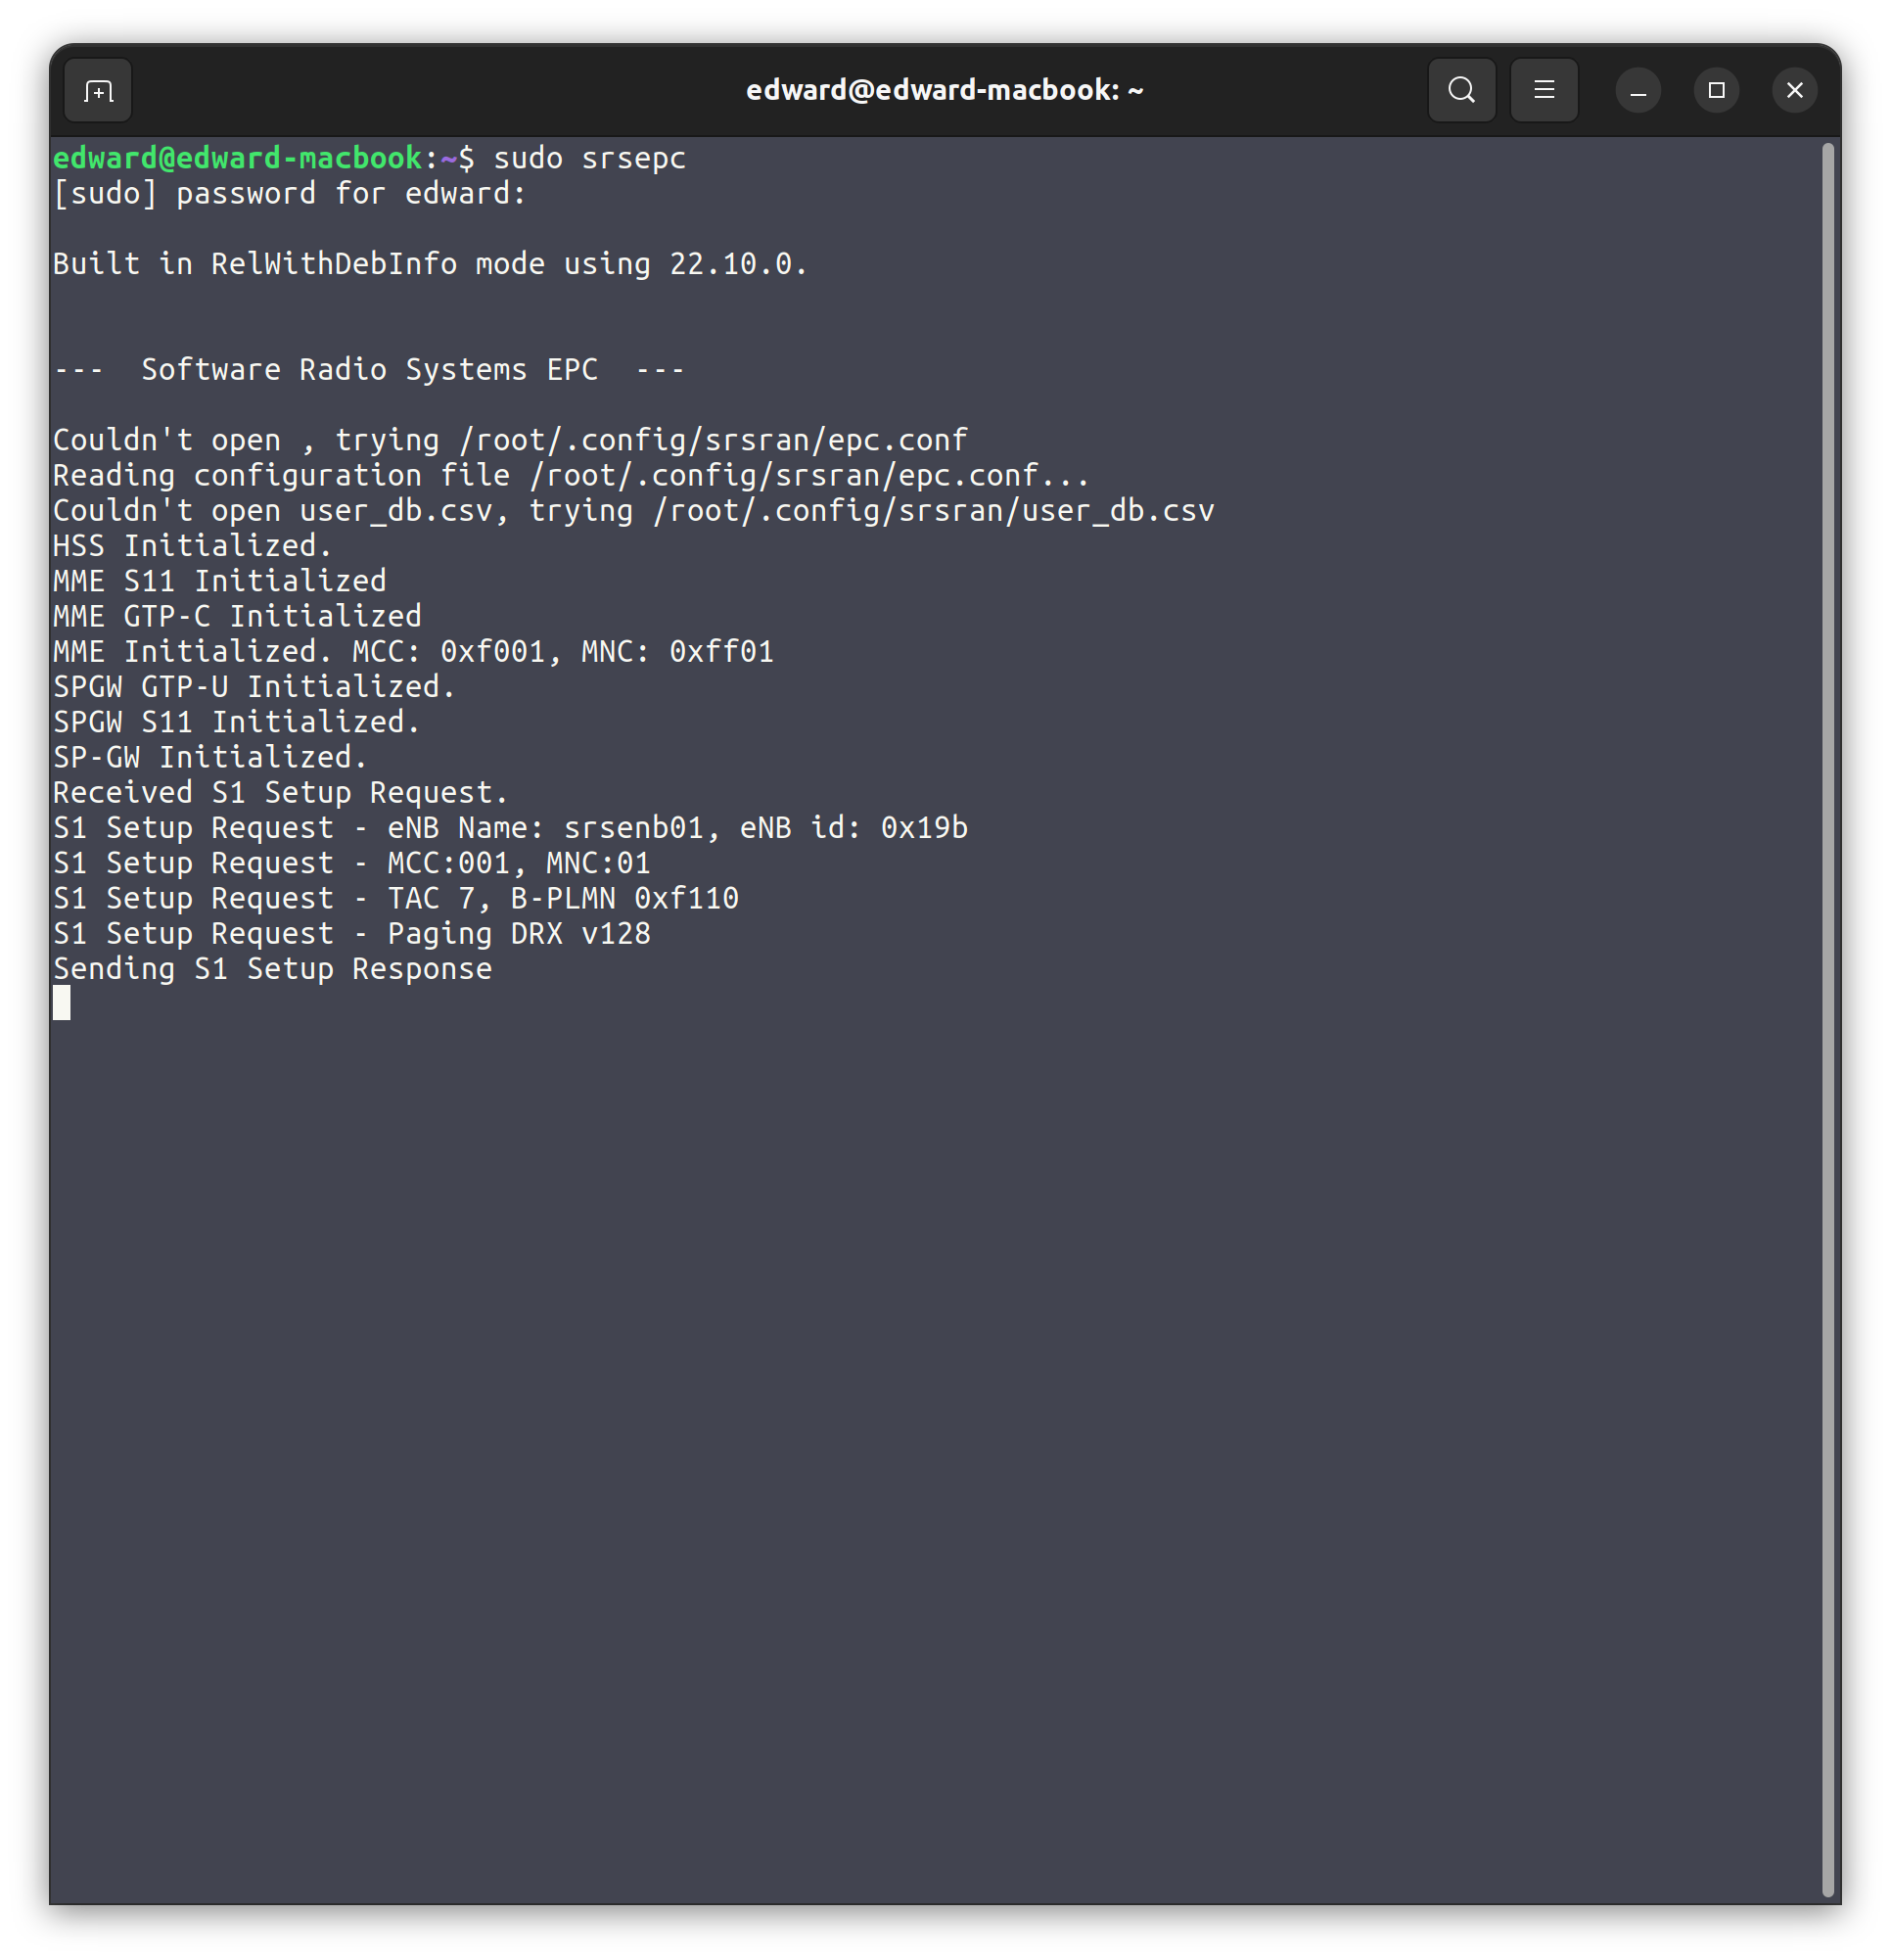 edward@edward-macbook: ~
edward@edward-macbook:~$ sudo srsepc
[sudo] password for edward:
Built in RelWithDebInfo mode using 22.10.0.
---  Software Radio Systems EPC  ---
Couldn't open , trying /root/.config/srsran/epc.conf
Reading configuration file /root/.config/srsran/epc.conf...
Couldn't open user_db.csv, trying /root/.config/srsran/user_db.csv
HSS Initialized.
MME S11 Initialized
MME GTP-C Initialized
MME Initialized. MCC: 0xf001, MNC: 0xff01
SPGW GTP-U Initialized.
SPGW S11 Initialized.
SP-GW Initialized.
Received S1 Setup Request.
S1 Setup Request - eNB Name: srsenb01, eNB id: 0x19b
S1 Setup Request - MCC:001, MNC:01
S1 Setup Request - TAC 7, B-PLMN 0xf110
S1 Setup Request - Paging DRX v128
Sending S1 Setup Response